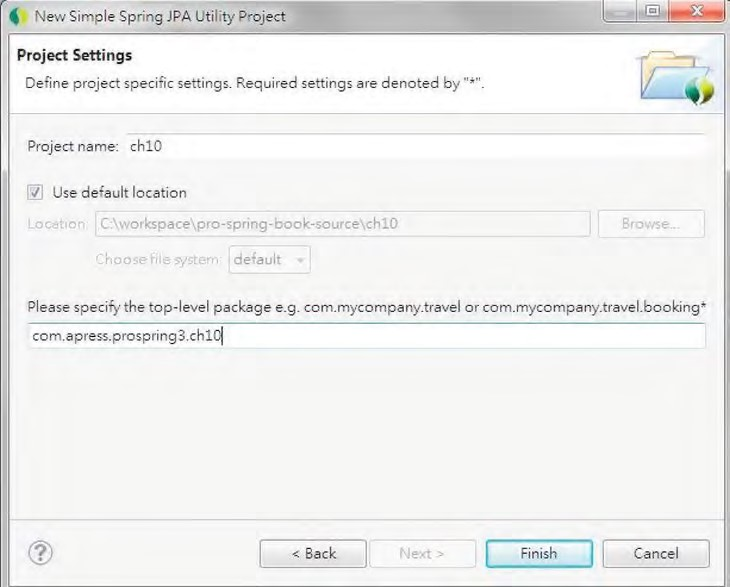 New Simple Spring JPA Utility Project
Project Settings
Define project specific settings. Required settings are denoted by "*".
Project name: ch10
Use default location
Location: C:\workspace\pro-spring-book-source\ch10 Browse...
Choose file system: default
Please specify the top-level package e.g. com.mycompany.travel or com.mycompany.travel.booking*
com.apress.prospring3.ch10
? < Back Next > Finish Cancel